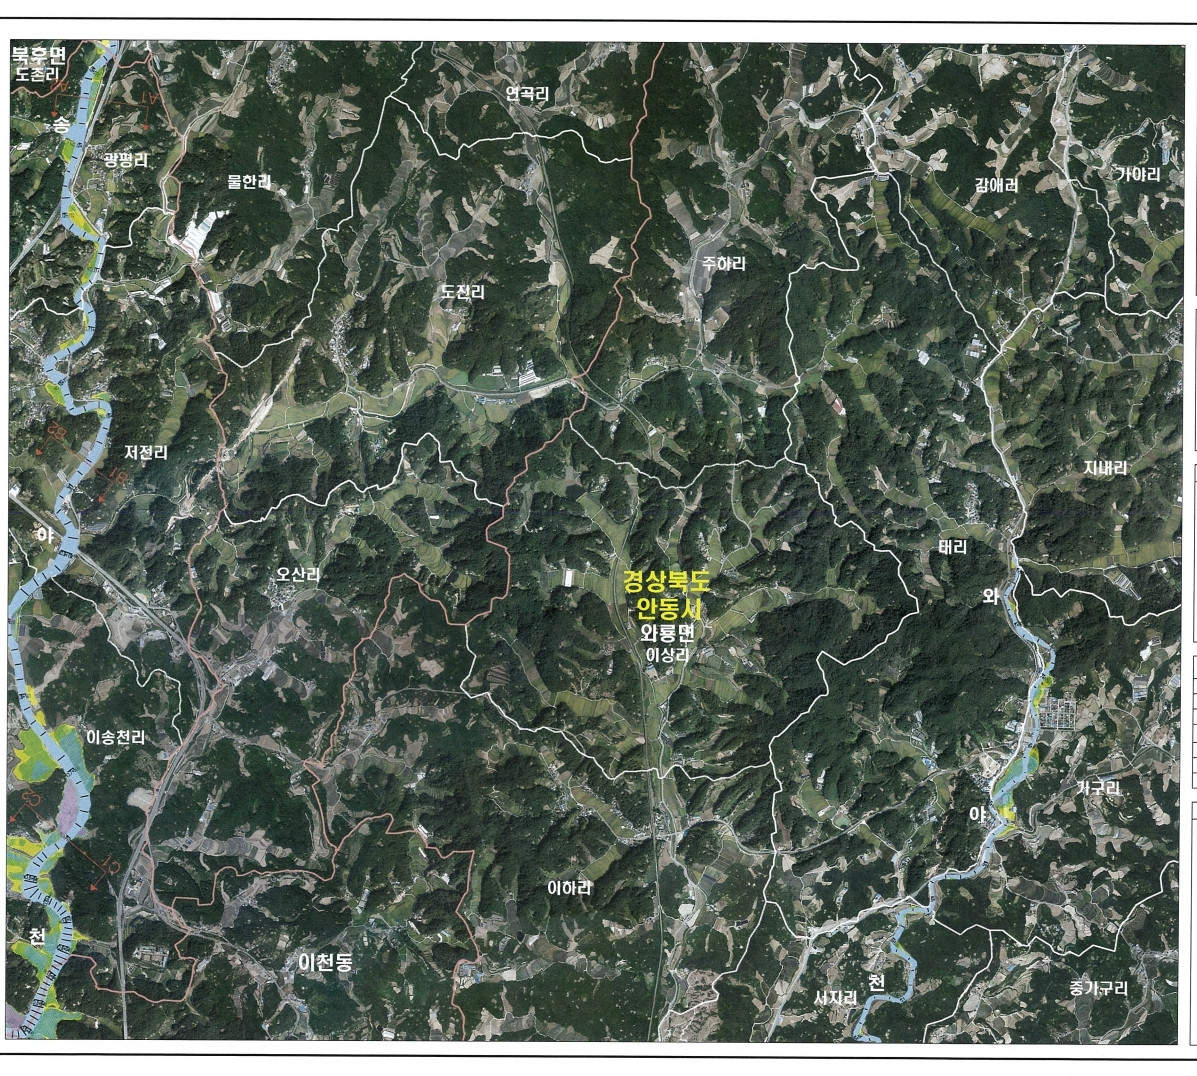 북후면
도촌리
연곡리
송
광평리
물한리
감애리
가야리
주하리
도진리
저전리
지내리
야
태리
오산리
경상북도
안동시
와룡면
이상리
와
이송천리
가구리
야
이하리
천
이천동
서지리
천
중가구리